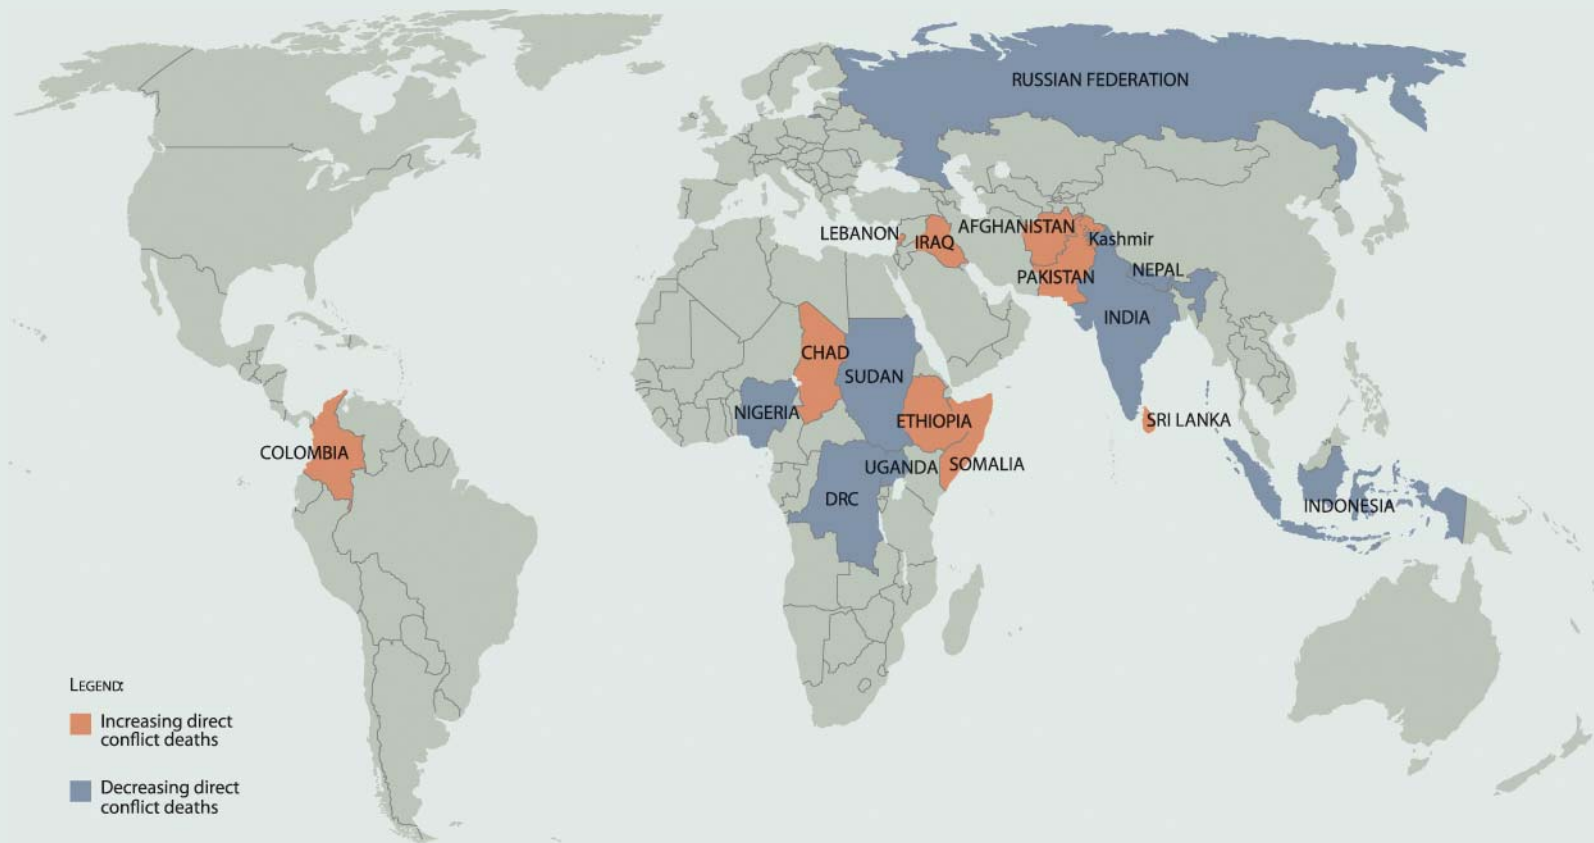 RUSSIAN FEDERATION
LEBANON
IRAQ
AFGHANISTAN
Kashmir
PAKISTAN
NEPAL
INDIA
CHAD
SUDAN
NIGERIA
ETHIOPIA
SRI LANKA
COLOMBIA
UGANDA
SOMALIA
DRC
INDONESIA
LEGEND:
Increasing direct
conflict deaths
Decreasing direct
conflict deaths